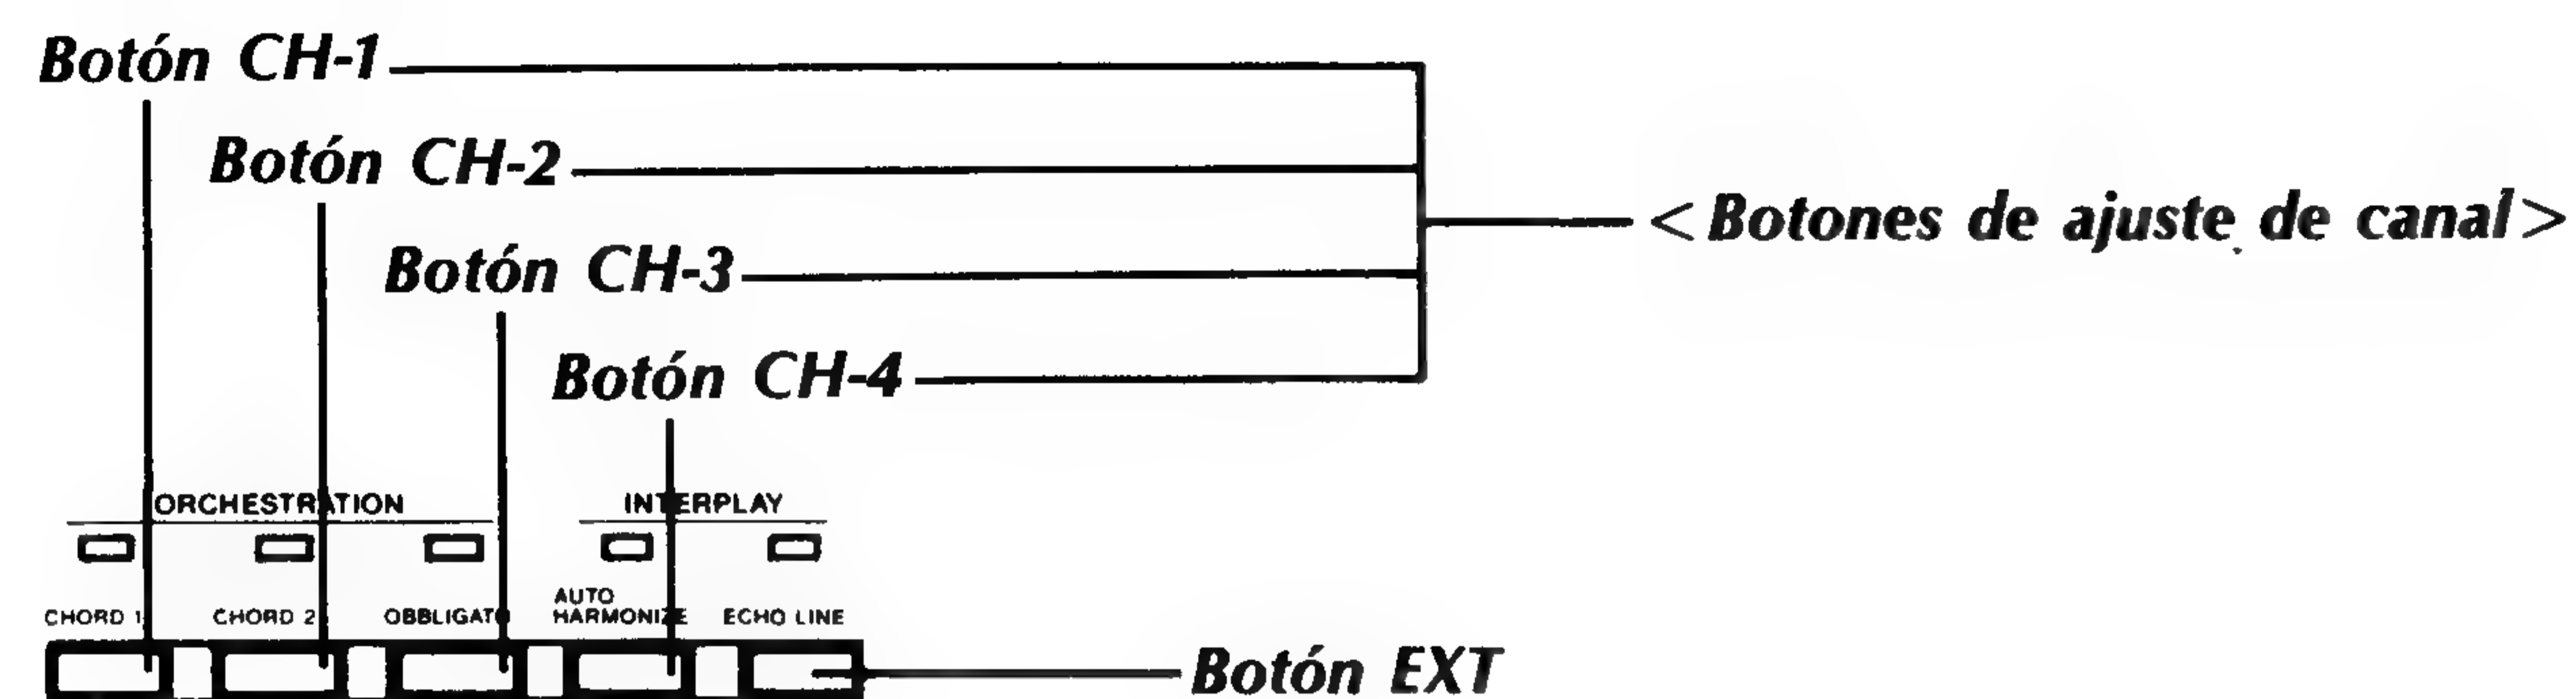 Botón CH-1
Botón CH-2
<Botones de ajuste de canal>
Botón CH-3
Botón CH-4
ORCHESTRATION INTERPLAY
CHORD 1 CHORD 2 OBBLIGATO AUTO HARMONIZE ECHO LINE
Botón EXT